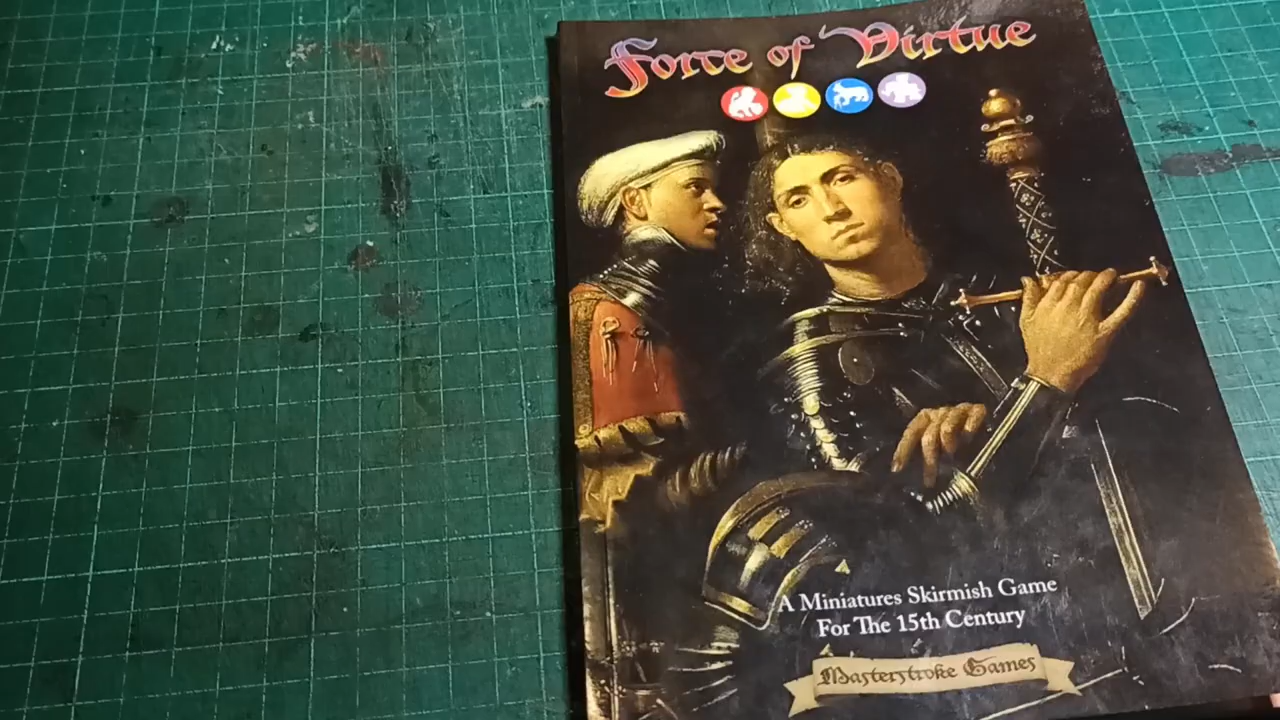 Force of Virtue
A Miniatures Skirmish Game
For The 15th Century
Masterstroke Games